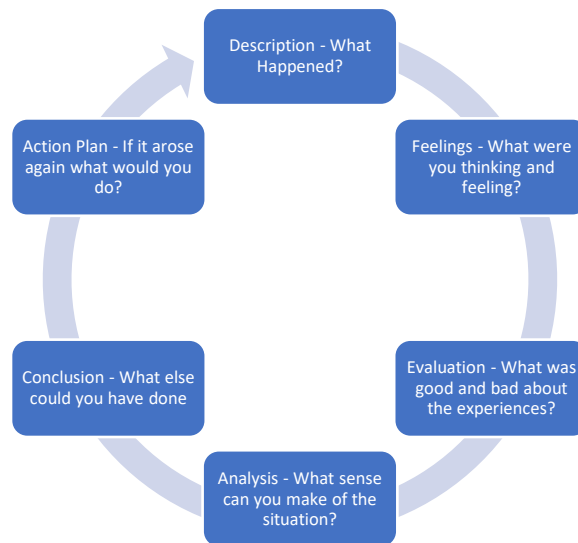 Description - What
Happened?
Feelings - What were
you thinking and
feeling?
Evaluation - What was
good and bad about
the experiences?
Analysis - What sense
can you make of the
situation?
Conclusion - What else
could you have done
Action Plan - If it arose
again what would you
do?